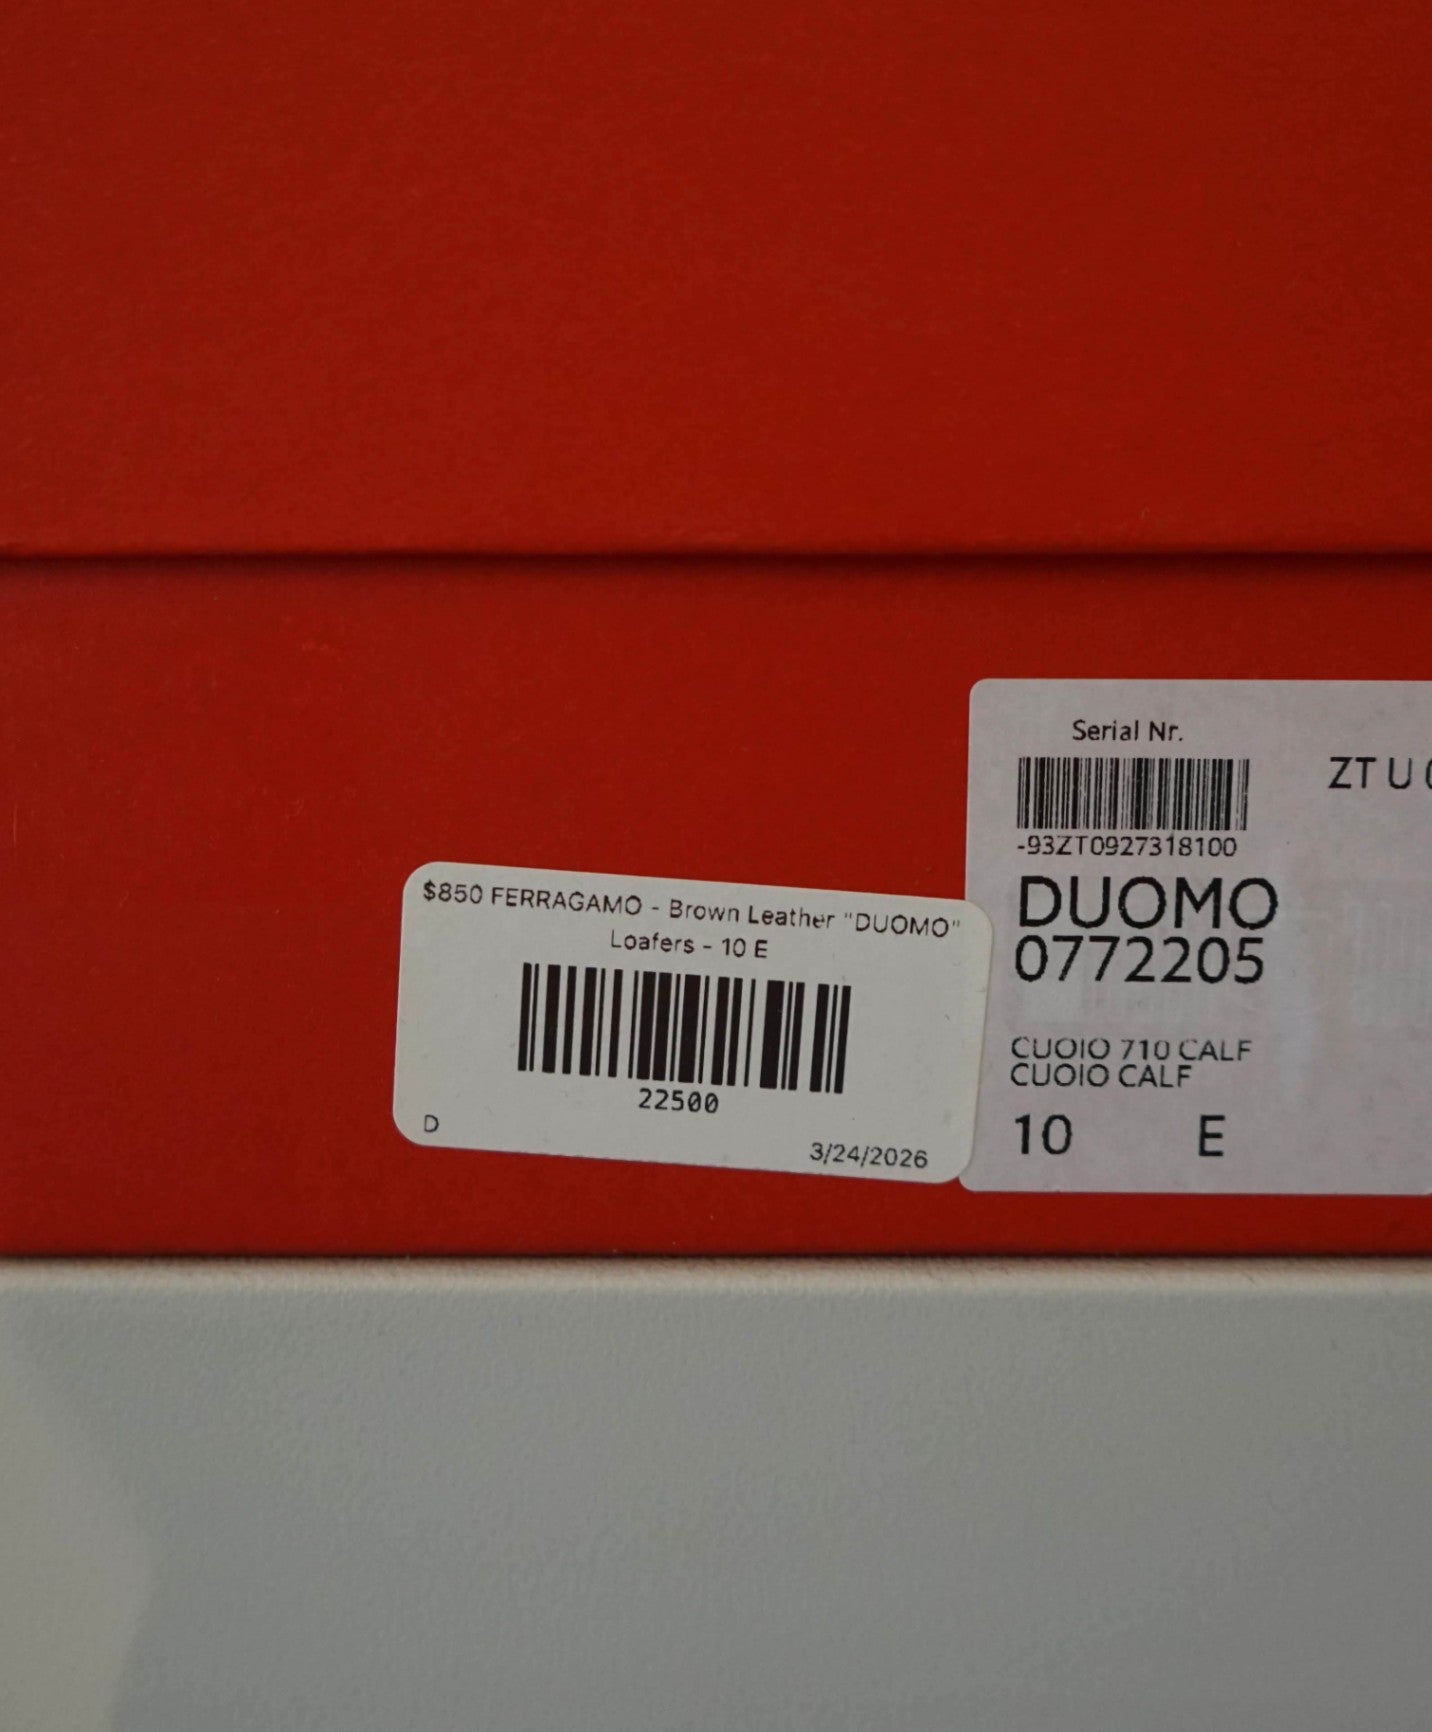 Serial Nr.
ZT U
-93ZT0927318100
DUOMO
0772205
CUOIO 710 CALF
CUOIO CALF
10 E
$850 FERRAGAMO - Brown Leather "DUOMO"
Loafers - 10 E
22500
D
3/24/2026